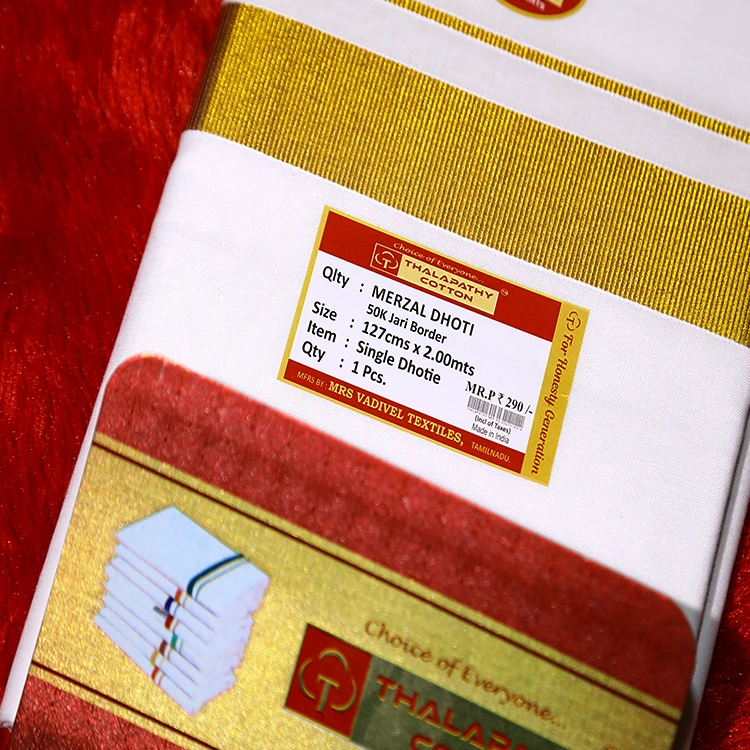 Choice of Everyone...
THALAPATHY
COTTON
Qlty : MERZAL DHOTI
50K Jari Border
Size : 127cms x 2.00mts
Item : Single Dhotie
Qty : 1 Pcs.
MR.P ₹ 290 /-
(Incl of Taxes)
Made in India
MFRS BY : MRS VADIVEL TEXTILES, TAMILNADU.
For Honesty Generation
Choice of Everyone...
THALAPA